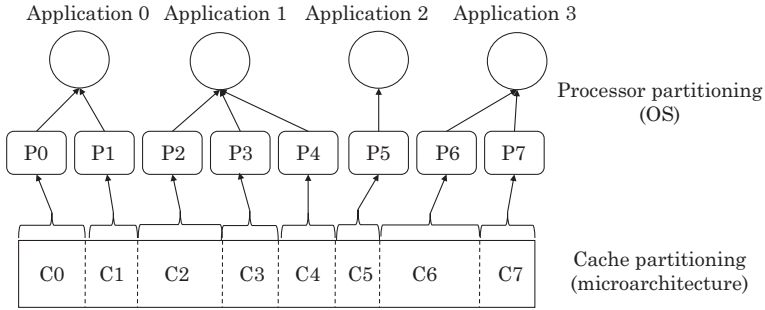 Application 0 Application 1 Application 2 Application 3
Processor partitioning
(OS)
P0 P1 P2 P3 P4 P5 P6 P7
C0 C1 C2 C3 C4 C5 C6 C7
Cache partitioning
(microarchitecture)